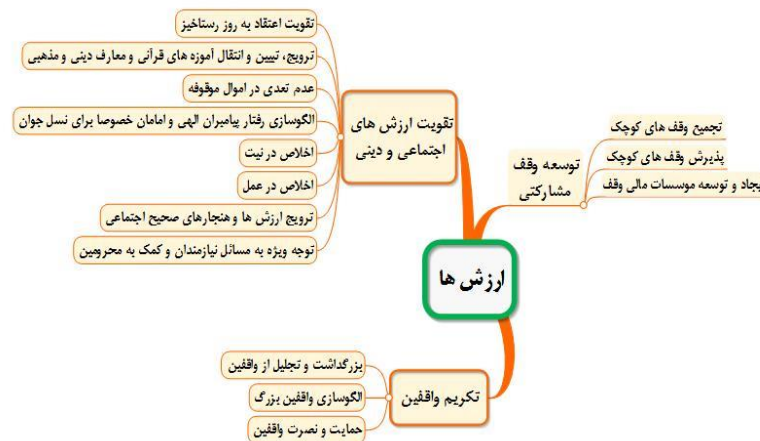 ارزش ها
توسعه وقف
مشارکتی
تجمیع وقف های کوچک
پذیرش وقف های کوچک
یجاد و توسعه موسسات مالی وقف
تقویت ارزش های
اجتماعی و دینی
تقویت اعتقاد به روز رستاخیز
ترویج، تبیین و انتقال آموزه های قرآنی و معارف دینی و مذهبی
عدم تعدی در اموال موقوفه
الگوسازی رفتار پیامبران الهی و امامان خصوصا برای نسل جوان
اخلاص در نیت
اخلاص در عمل
ترویج ارزش ها و هنجارهای صحیح اجتماعی
توجه ویژه به مسائل نیازمندان و کمک به محرومین
تکریم واقفین
بزرگداشت و تجلیل از واقفین
الگوسازی واقفین بزرگ
حمایت و نصرت واقفین